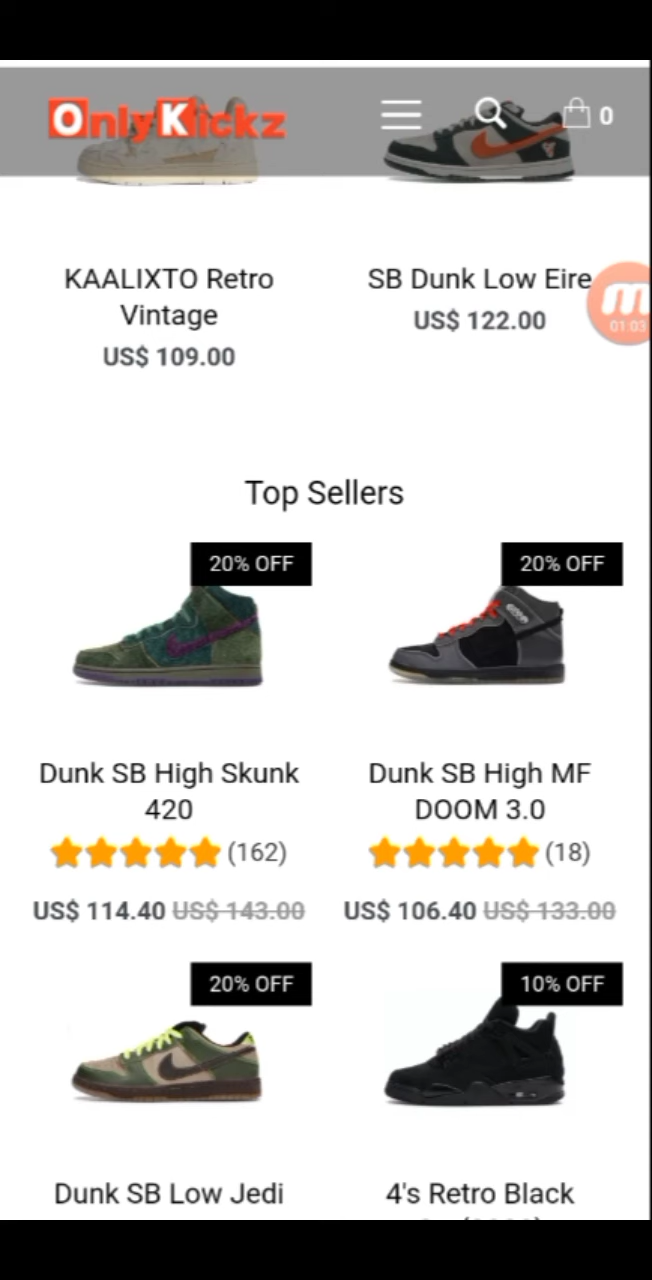 OnlyKickz
0
KAALIXTO Retro
Vintage
US$ 109.00
SB Dunk Low Eire
US$ 122.00
01:03
Top Sellers
20% OFF
20% OFF
Dunk SB High Skunk
420
(162)
US$ 114.40 US$ 143.00
Dunk SB High MF
DOOM 3.0
(18)
US$ 106.40 US$ 133.00
20% OFF
10% OFF
Dunk SB Low Jedi
4's Retro Black